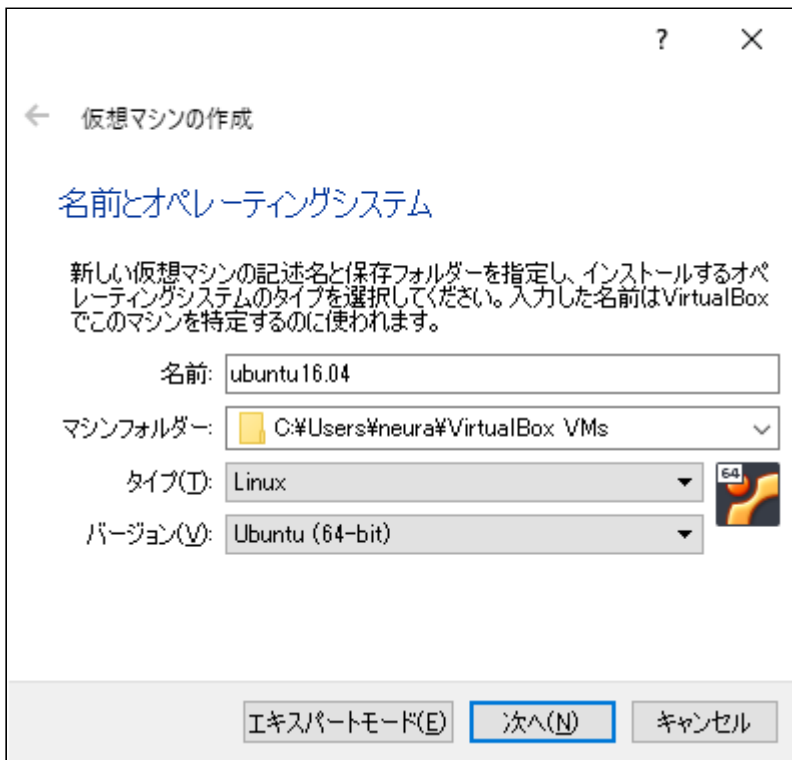 ?
仮想マシンの作成
名前とオペレーティングシステム
新しい仮想マシンの記述名と保存フォルダーを指定し、インストールするオペ
レーティングシステムのタイプを選択してください。入力した名前はVirtualBox
でこのマシンを特定するのに使われます。
名前: ubuntu16.04
マシンフォルダー: C:¥Users¥neura¥VirtualBox VMs
タイプ(T): Linux
64
バージョン(V): Ubuntu (64-bit)
エキスパートモード(E) 次へ(N) キャンセル